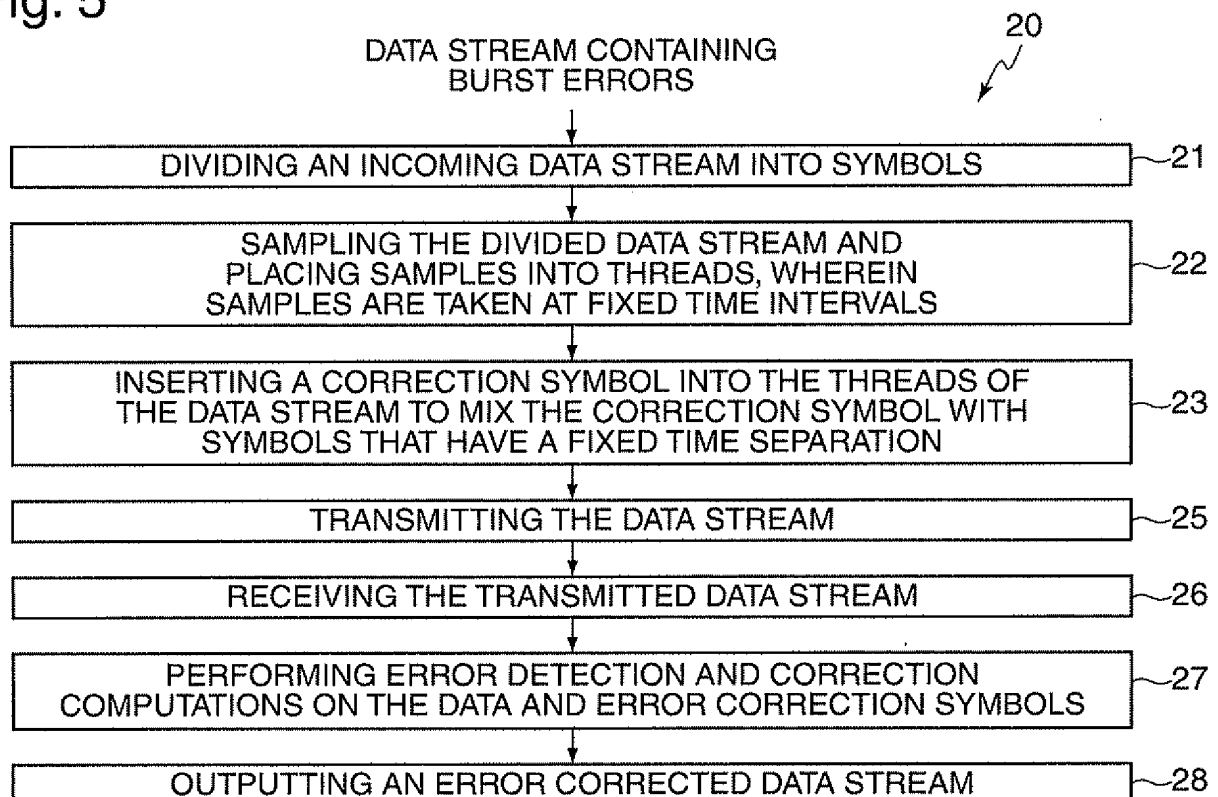 ig. 5
20
DATA STREAM CONTAINING
BURST ERRORS
DIVIDING AN INCOMING DATA STREAM INTO SYMBOLS
21
SAMPLING THE DIVIDED DATA STREAM AND
PLACING SAMPLES INTO THREADS, WHEREIN
SAMPLES ARE TAKEN AT FIXED TIME INTERVALS
22
INSERTING A CORRECTION SYMBOL INTO THE THREADS OF
THE DATA STREAM TO MIX THE CORRECTION SYMBOL WITH
SYMBOLS THAT HAVE A FIXED TIME SEPARATION
23
TRANSMITTING THE DATA STREAM
25
RECEIVING THE TRANSMITTED DATA STREAM
26
PERFORMING ERROR DETECTION AND CORRECTION
COMPUTATIONS ON THE DATA AND ERROR CORRECTION SYMBOLS
27
OUTPUTTING AN ERROR CORRECTED DATA STREAM
28